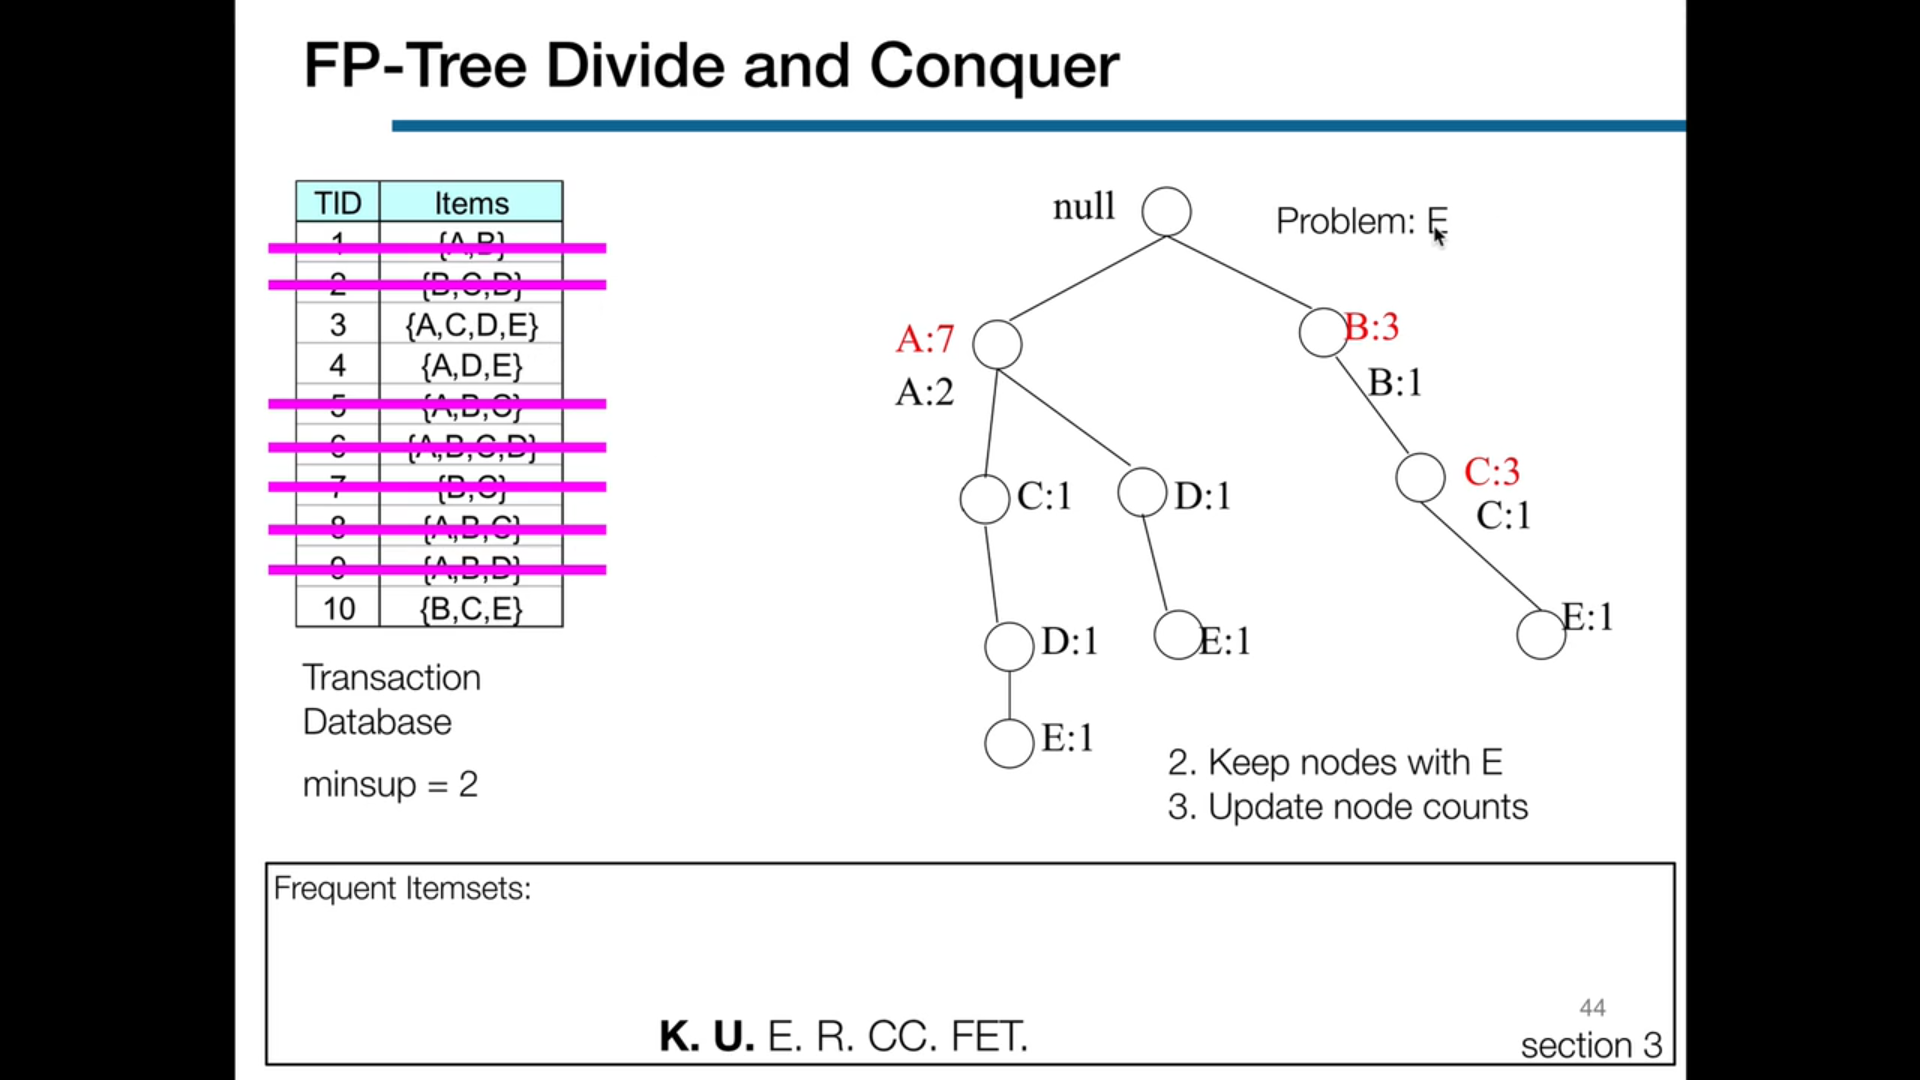 FP-Tree Divide and Conquer
TID Items
1 {A,B}
2 {B,C,D}
3 {A,C,D,E}
4 {A,D,E}
5 {A,B,C}
6 {A,B,C,D}
7 {B,C}
8 {A,B,C}
9 {A,B,D}
10 {B,C,E}
Transaction
Database
minsup = 2
null
Problem: E
A:7
B:3
A:2
B:1
C:3
C:1
D:1
C:1
D:1
E:1
E:1
E:1
2. Keep nodes with E
3. Update node counts
Frequent Itemsets:
K. U. E. R. CC. FET.
44
section 3